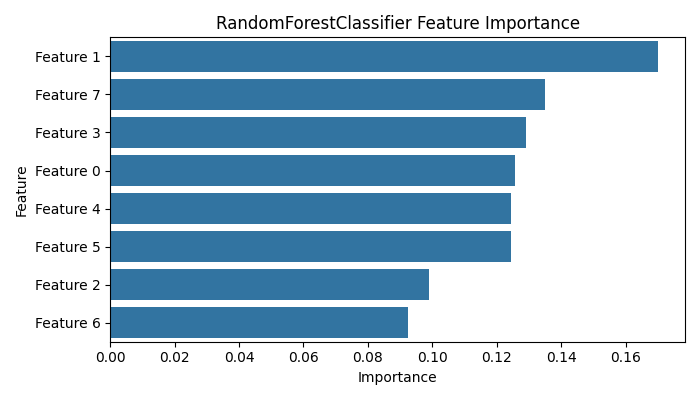 RandomForestClassifier Feature Importance
Feature 1
Feature 7
Feature 3
Feature 0
Feature 4
Feature 5
Feature 2
Feature 6
Feature
0.00 0.02 0.04 0.06 0.08 0.10 0.12 0.14 0.16
Importance